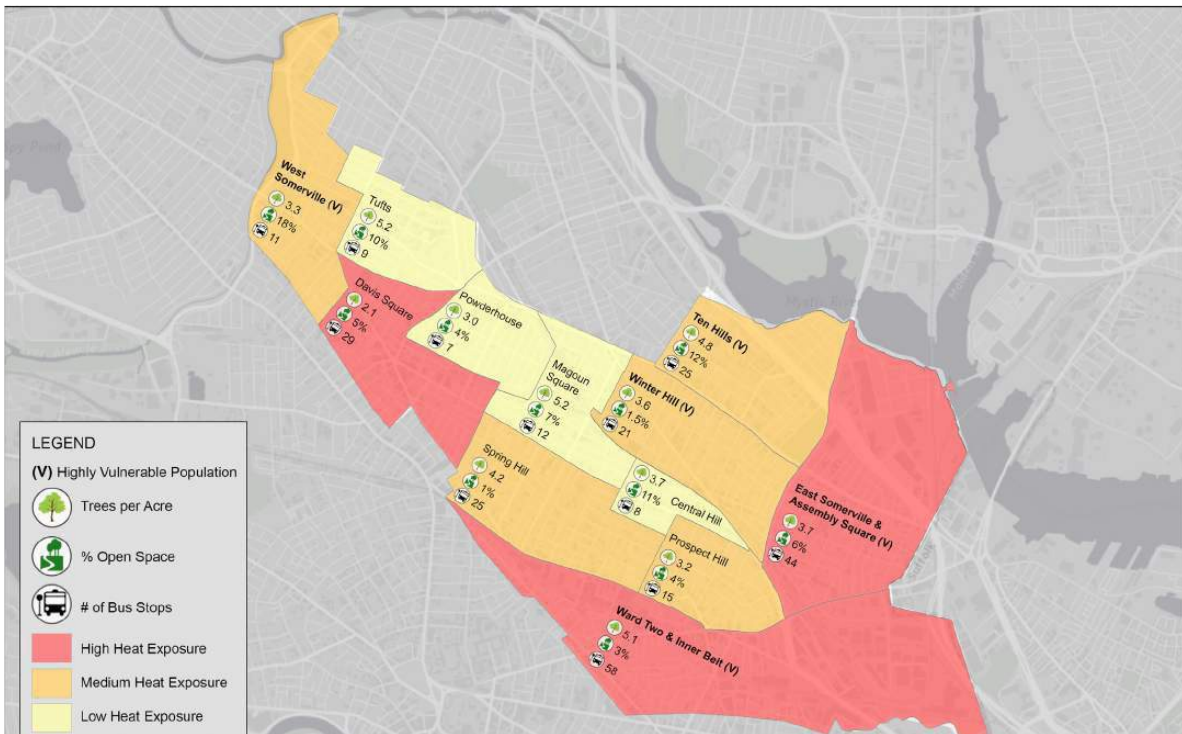 West
Somerville (V)
3.3
18%
11
Tufts
5.2
10%
9
Davis Square
2.1
5%
29
Powderhouse
3.0
4%
7
Magoun
Square
5.2
7%
12
Ten Hills (V)
4.8
12%
25
Winter Hill (V)
3.6
1.5%
21
Spring Hill
4.2
1%
25
3.7
11%
8
Central Hill
Prospect Hill
3.2
4%
15
East Somerville &
Assembly Square (V)
3.7
6%
44
Ward Two & Inner Belt (V)
5.1
3%
58
LEGEND
(V) Highly Vulnerable Population
Trees per Acre
% Open Space
# of Bus Stops
High Heat Exposure
Medium Heat Exposure
Low Heat Exposure